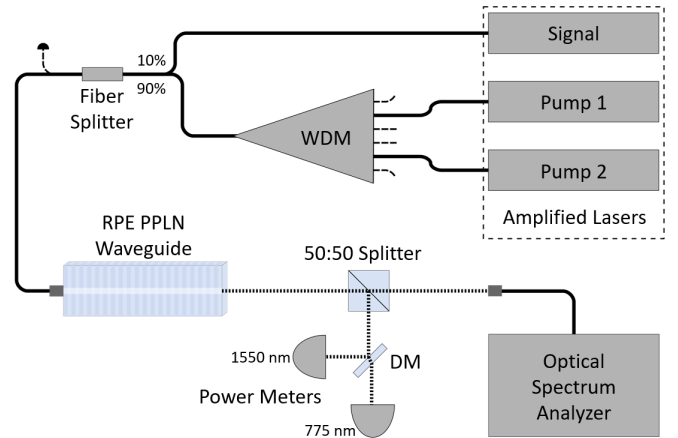 Signal
10%
90%
Fiber
Splitter
Pump 1
WDM
Pump 2
Amplified Lasers
RPE PPLN
Waveguide
50:50 Splitter
1550 nm
DM
Power Meters
775 nm
Optical
Spectrum
Analyzer